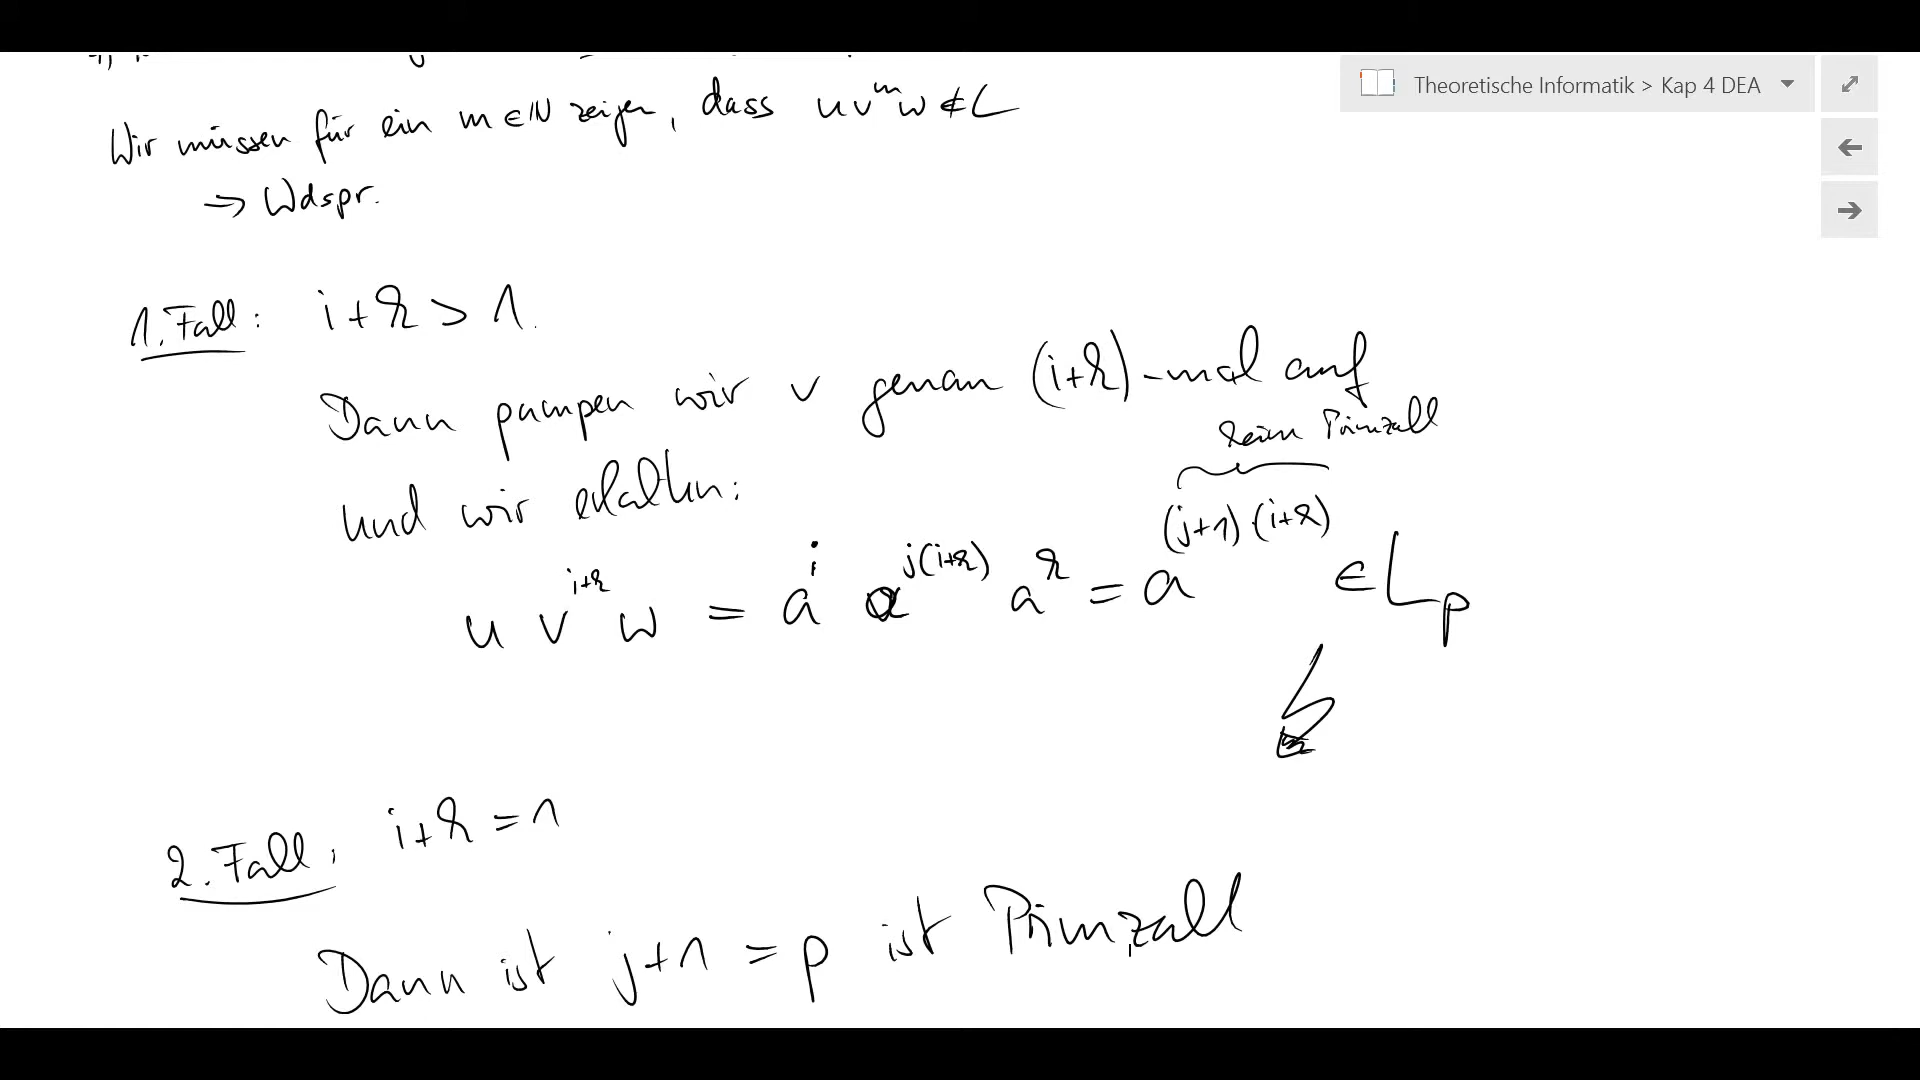 Theoretische Informatik > Kap 4 DEA
Wir müssen für ein m ∈ ℕ zeigen, dass uv^m w ∉ L
→ Wdspr.
1. Fall: i+k > 1.
Dann pumpen wir v genau (i+k)-mal auf
und wir erhalten:
kein Primzahl
u v^{i+k} w = a^i a^{j(i+k)} a^k = a^{(j+1)·(i+k)} ∈ L_p
2. Fall: i+k = 1
Dann ist j+1 = p ist Primzahl